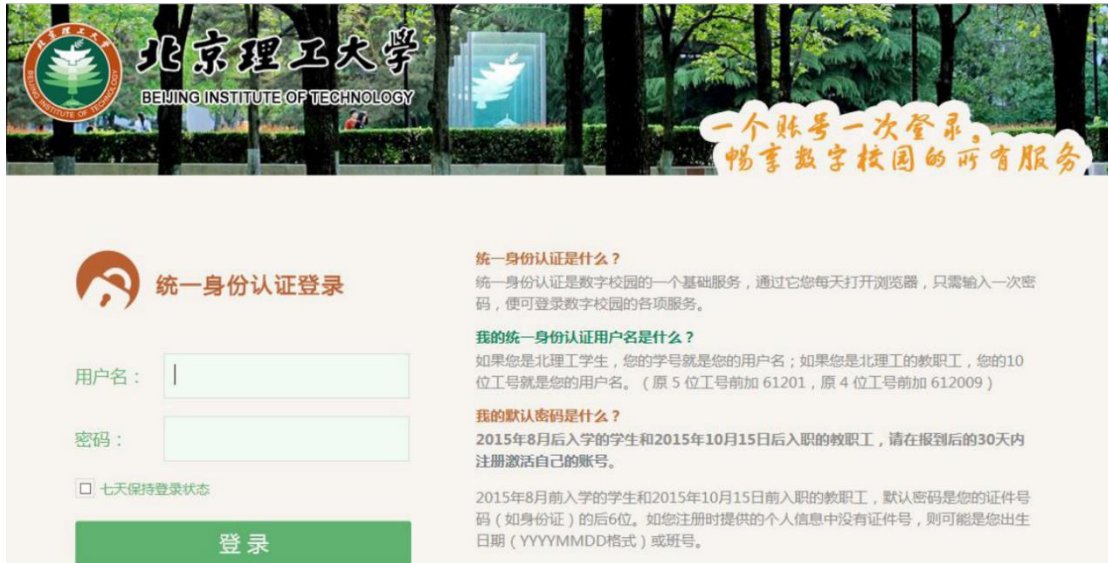 北京理工大学
BEIJING INSTITUTE OF TECHNOLOGY
一个账号一次登录。
畅享数字校园的所有服务
统一身份认证登录
用户名：
密码：
七天保持登录状态
登录
统一身份认证是什么？
统一身份认证是数字校园的一个基础服务，通过它您每天打开浏览器，只需输入一次密
码，便可登录数字校园的各项服务。
我的统一身份认证用户名是什么？
如果您是北理工学生，您的学号就是您的用户名；如果您是北理工的教职工，您的10
位工号就是您的用户名。（原 5 位工号前加 61201，原 4 位工号前加 612009）
我的默认密码是什么？
2015年8月后入学的学生和2015年10月15日后入职的教职工，请在报到后的30天内
注册激活自己的账号。
2015年8月前入学的学生和2015年10月15日前入职的教职工，默认密码是您的证件号
码（如身份证）的后6位。如您注册时提供的个人信息中没有证件号，则可能是您出生
日期（YYYYMMDD格式）或班号。